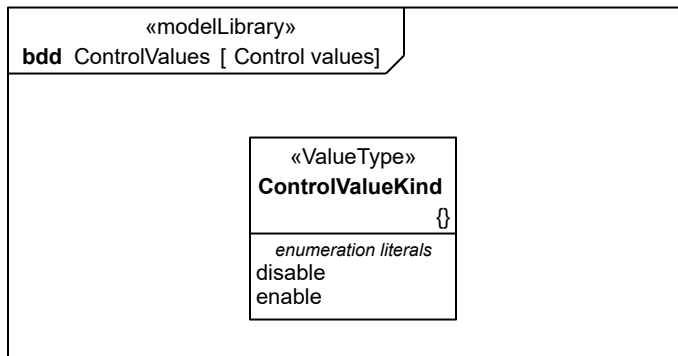 «modelLibrary»
bdd ControlValues [ Control values]
«ValueType»
ControlValueKind
{}
enumeration literals
disable
enable